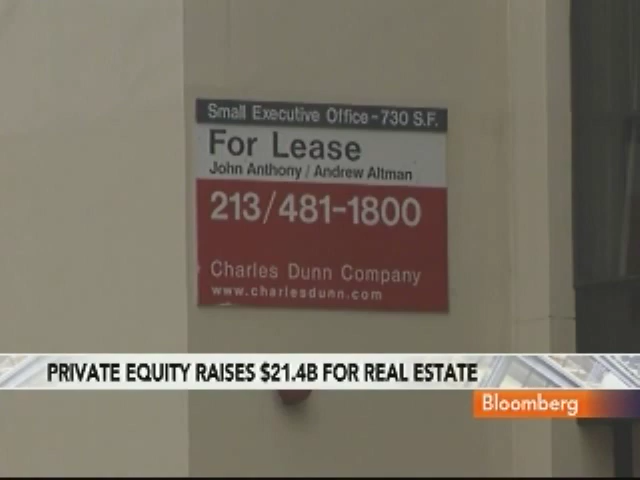 Small Executive Office - 730 S.F.
For Lease
John Anthony / Andrew Altman
213/481-1800
Charles Dunn Company
www.charlesdunn.com
PRIVATE EQUITY RAISES $21.4B FOR REAL ESTATE
Bloomberg